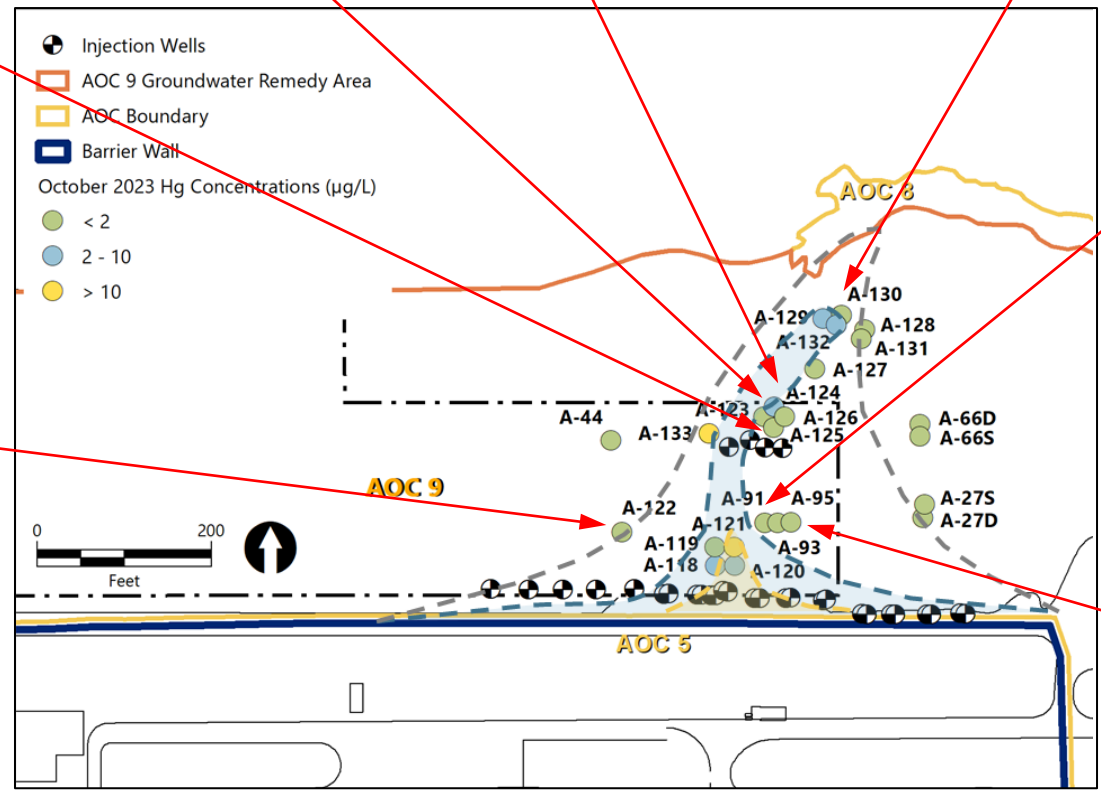 Injection Wells
AOC 9 Groundwater Remedy Area
AOC Boundary
Barrier Wall
October 2023 Hg Concentrations (µg/L)
< 2
2 - 10
> 10
AOC 8
A-130
A-129
A-128
A-132
A-131
A-127
A-124
A-123
A-44
A-126
A-66D
A-133
A-125
A-66S
AOC 9
A-91
A-95
A-27S
A-122
A-27D
0
200
A-121
A-119
A-93
A-118
A-120
Feet
AOC 5